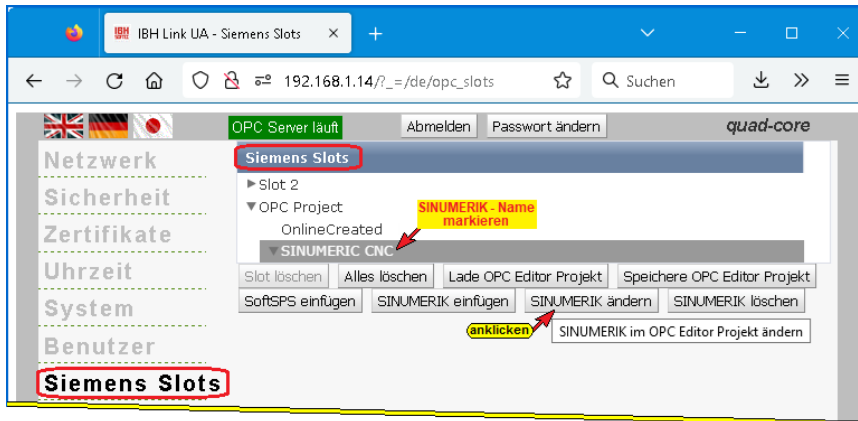 IBH Link UA - Siemens Slots
192.168.1.14/?_=/de/opc_slots
Suchen
OPC Server läuft
Abmelden
Passwort ändern
quad-core
Netzwerk
Sicherheit
Zertifikate
Uhrzeit
System
Benutzer
Siemens Slots
Siemens Slots
Slot 2
OPC Project
OnlineCreated
SINUMERIC CNC
SINUMERIK - Name
markieren
Slot löschen
Alles löschen
Lade OPC Editor Projekt
Speichere OPC Editor Projekt
SoftSPS einfügen
SINUMERIK einfügen
SINUMERIK ändern
SINUMERIK löschen
anklicken
SINUMERIK im OPC Editor Projekt ändern